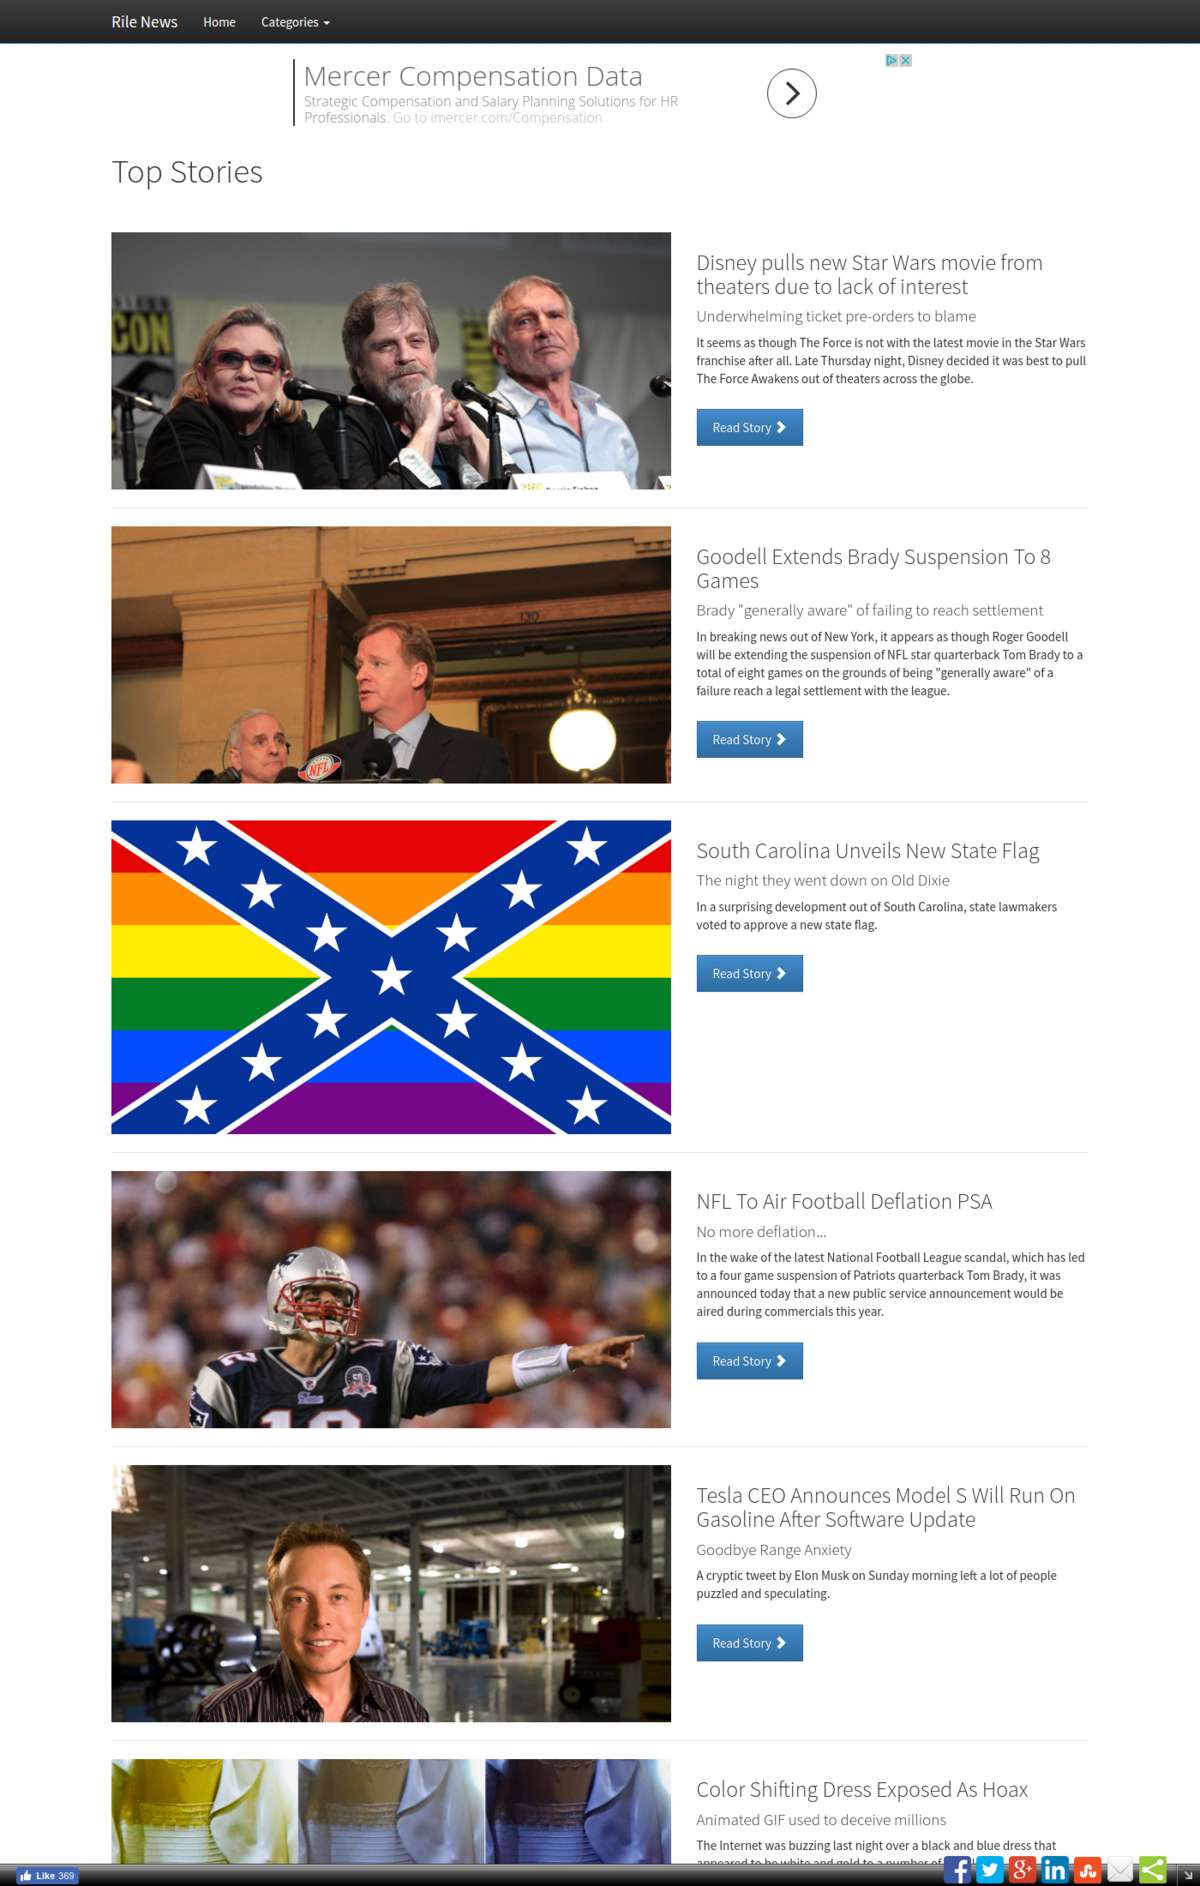 Rile News Home Categories
Mercer Compensation Data
Strategic Compensation and Salary Planning Solutions for HR
Professionals. Go to imercer.com/Compensation
Top Stories
CON
Disney pulls new Star Wars movie from
theaters due to lack of interest
Underwhelming ticket pre-orders to blame
It seems as though The Force is not with the latest movie in the Star Wars
franchise after all. Late Thursday night, Disney decided it was best to pull
The Force Awakens out of theaters across the globe.
Read Story
130
NFL
Goodell Extends Brady Suspension To 8
Games
Brady "generally aware" of failing to reach settlement
In breaking news out of New York, it appears as though Roger Goodell
will be extending the suspension of NFL star quarterback Tom Brady to a
total of eight games on the grounds of being "generally aware" of a
failure reach a legal settlement with the league.
Read Story
South Carolina Unveils New State Flag
The night they went down on Old Dixie
In a surprising development out of South Carolina, state lawmakers
voted to approve a new state flag.
Read Story
NFL To Air Football Deflation PSA
No more deflation...
In the wake of the latest National Football League scandal, which has led
to a four game suspension of Patriots quarterback Tom Brady, it was
announced today that a new public service announcement would be
aired during commercials this year.
Read Story
Tesla CEO Announces Model S Will Run On
Gasoline After Software Update
Goodbye Range Anxiety
A cryptic tweet by Elon Musk on Sunday morning left a lot of people
puzzled and speculating.
Read Story
Color Shifting Dress Exposed As Hoax
Animated GIF used to deceive millions
The Internet was buzzing last night over a black and blue dress that
appeared to be white and gold to a number of
Like 369